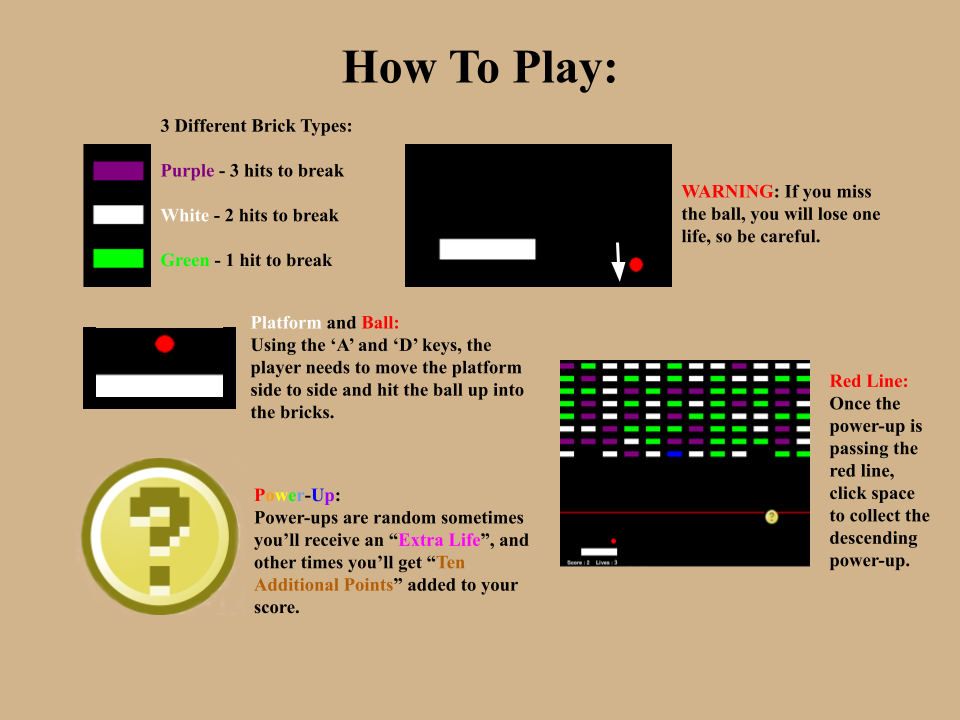 How To Play:
3 Different Brick Types:
Purple - 3 hits to break
White - 2 hits to break
Green - 1 hit to break
WARNING: If you miss
the ball, you will lose one
life, so be careful.
Platform and Ball:
Using the ‘A’ and ‘D’ keys, the
player needs to move the platform
side to side and hit the ball up into
the bricks.
Red Line:
Once the
power-up is
passing the
red line,
click space
to collect the
descending
power-up.
Score : 2 Lives : 3
?
?
Power-Up:
Power-ups are random sometimes
you’ll receive an “Extra Life”, and
other times you’ll get “Ten
Additional Points” added to your
score.